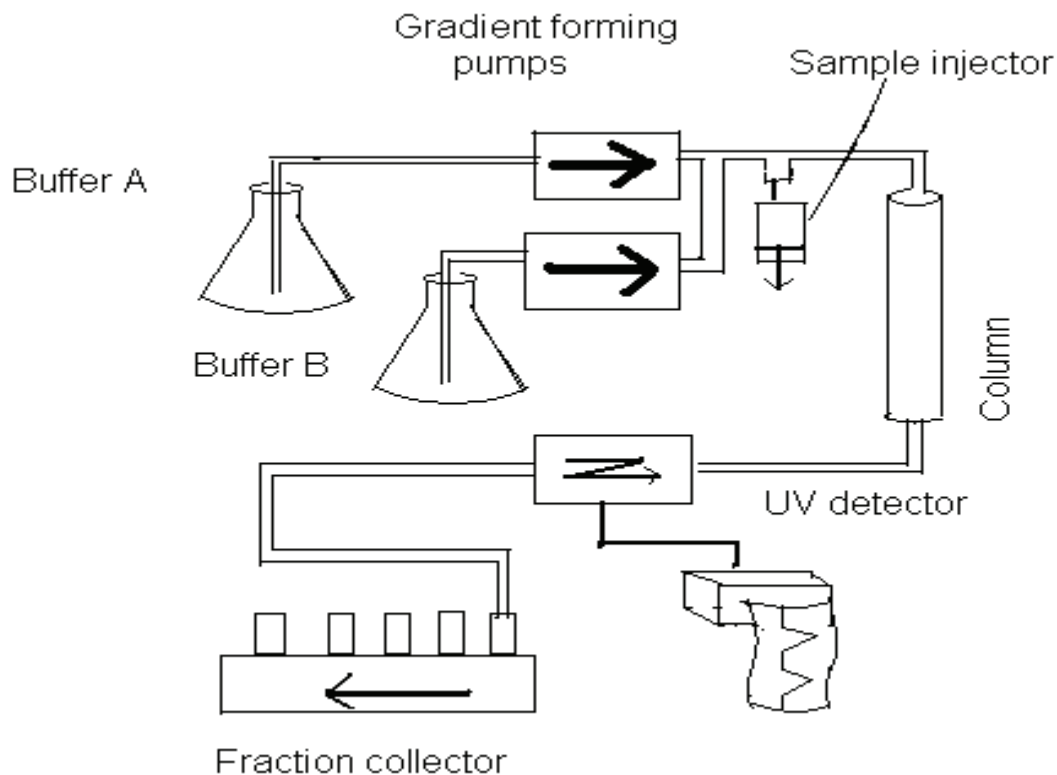 Gradient forming
pumps
Sample injector
Buffer A
Buffer B
Column
UV detector
Fraction collector